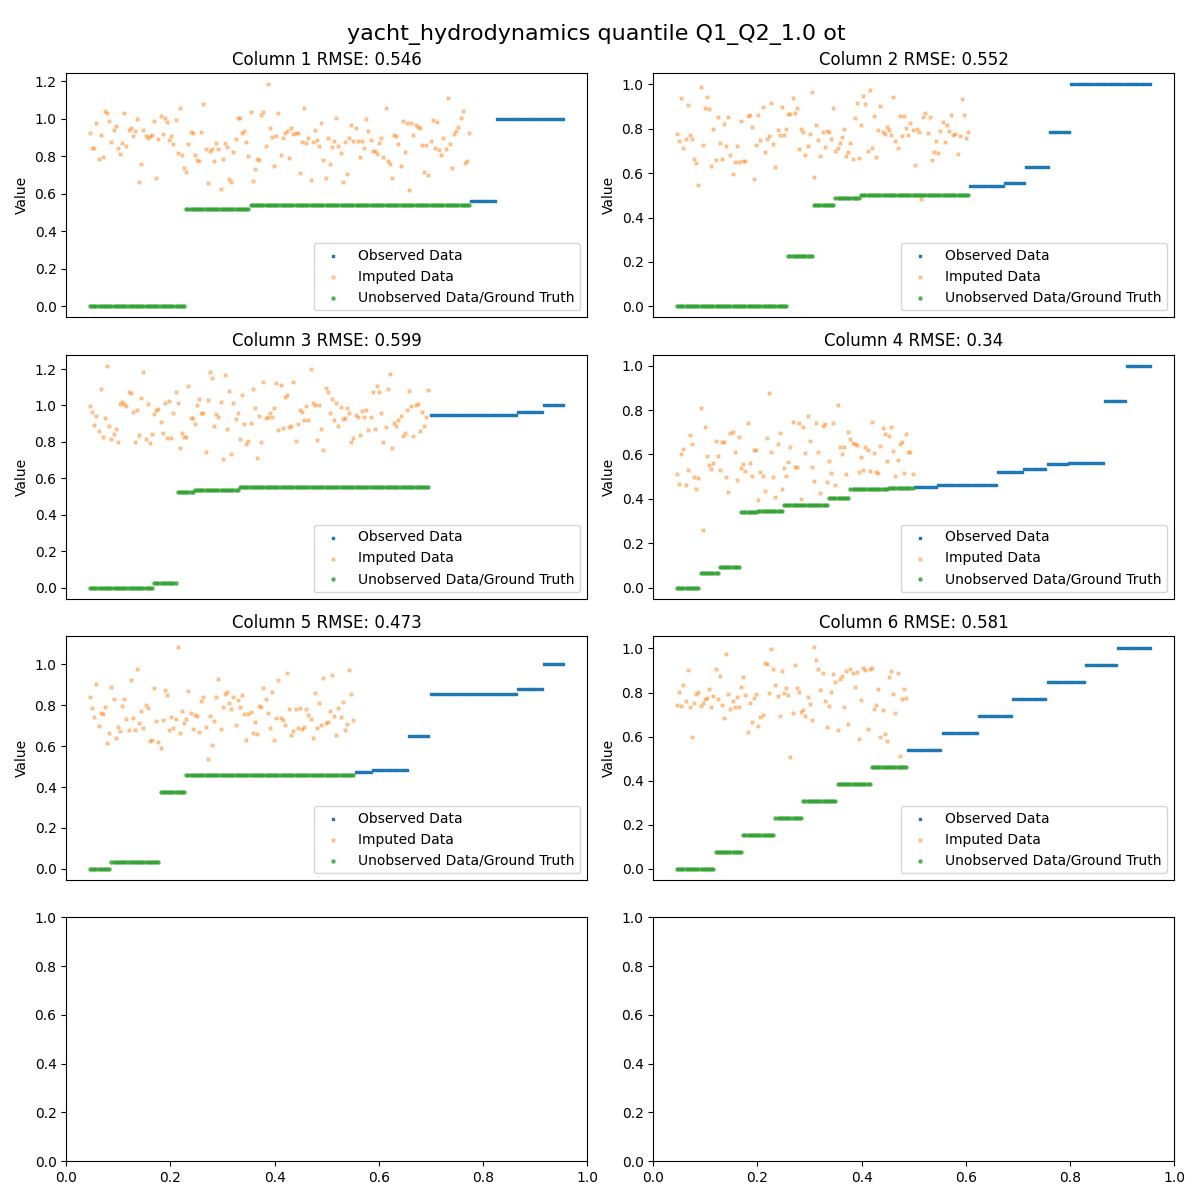 yacht_hydrodynamics quantile Q1_Q2_1.0 ot
Column 1 RMSE: 0.546
Value
1.2
1.0
0.8
0.6
0.4
0.2
0.0
Observed Data
Imputed Data
Unobserved Data/Ground Truth
Column 2 RMSE: 0.552
Value
1.0
0.8
0.6
0.4
0.2
0.0
Observed Data
Imputed Data
Unobserved Data/Ground Truth
Column 3 RMSE: 0.599
Value
1.2
1.0
0.8
0.6
0.4
0.2
0.0
Observed Data
Imputed Data
Unobserved Data/Ground Truth
Column 4 RMSE: 0.34
Value
1.0
0.8
0.6
0.4
0.2
0.0
Observed Data
Imputed Data
Unobserved Data/Ground Truth
Column 5 RMSE: 0.473
Value
1.0
0.8
0.6
0.4
0.2
0.0
Observed Data
Imputed Data
Unobserved Data/Ground Truth
Column 6 RMSE: 0.581
Value
1.0
0.8
0.6
0.4
0.2
0.0
Observed Data
Imputed Data
Unobserved Data/Ground Truth
1.0
0.8
0.6
0.4
0.2
0.0
0.0 0.2 0.4 0.6 0.8 1.0
1.0
0.8
0.6
0.4
0.2
0.0
0.0 0.2 0.4 0.6 0.8 1.0